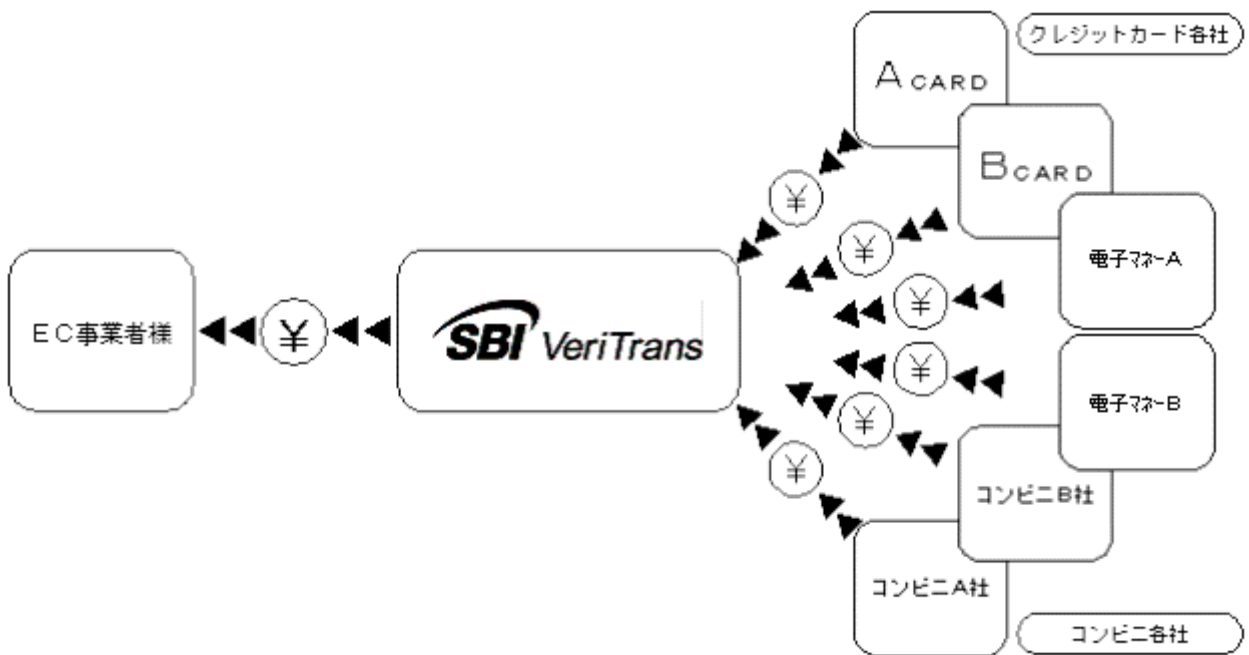 クレジットカード各社
A CARD
B CARD
電子マネーA
¥
¥
¥
EC事業者様
¥
SBI VeriTrans
¥
電子マネーB
¥
¥
コンビニB社
コンビニA社
コンビニ各社